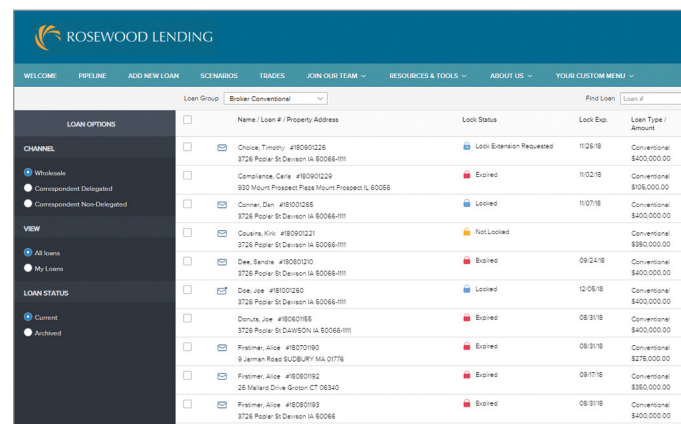 ROSEWOOD LENDING
WELCOME PIPELINE ADD NEW LOAN SCENARIOS TRADES JOIN OUR TEAM RESOURCES & TOOLS ABOUT US YOUR CUSTOM MENU
Loan Group Broker Conventional Find Loan Loan #
LOAN OPTIONS
CHANNEL
Wholesale
Correspondent Delegated
Correspondent Non-Delegated
VIEW
All loans
My Loans
LOAN STATUS
Current
Archived
Name / Loan # / Property Address Lock Status Lock Exp. Loan Type / Amount
Choice, Timothy #180901226 Lock Extension Requested 11/26/18 Conventional
3726 Popler St Dawson IA 50066-1111 $400,000.00
Compliance, Carla #180901229 Expired 11/02/18 Conventional
930 Mount Prospect Plaza Mount Prospect IL 60056 $105,000.00
Conner, Dan #181001265 Locked 11/07/18 Conventional
3726 Popler St Dawson IA 50066-1111 $400,000.00
Cousins, Kirk #180901221 Not Locked Conventional
3726 Popler St Dawson IA 50066-1111 $350,000.00
Dee, Sandra #180801210 Expired 09/24/18 Conventional
3726 Popler St Dawson IA 50066-1111 $400,000.00
Doe, Joe #181001260 Locked 12/05/18 Conventional
3726 Popler St Dawson IA 50066-1111 $400,000.00
Donuts, Joe #180601155 Expired 08/31/18 Conventional
3726 Popler St DAWSON IA 50066-1111 $400,000.00
Firstimer, Alice #180701190 Expired 08/31/18 Conventional
9 Jarman Road SUDBURY MA 01776 $275,000.00
Firstimer, Alice #180801192 Expired 09/17/18 Conventional
26 Mallard Drive Groton CT 06340 $350,000.00
Firstimer, Alice #180801193 Expired 08/31/18 Conventional
3726 Popler St Dawson IA 50066 $400,000.00